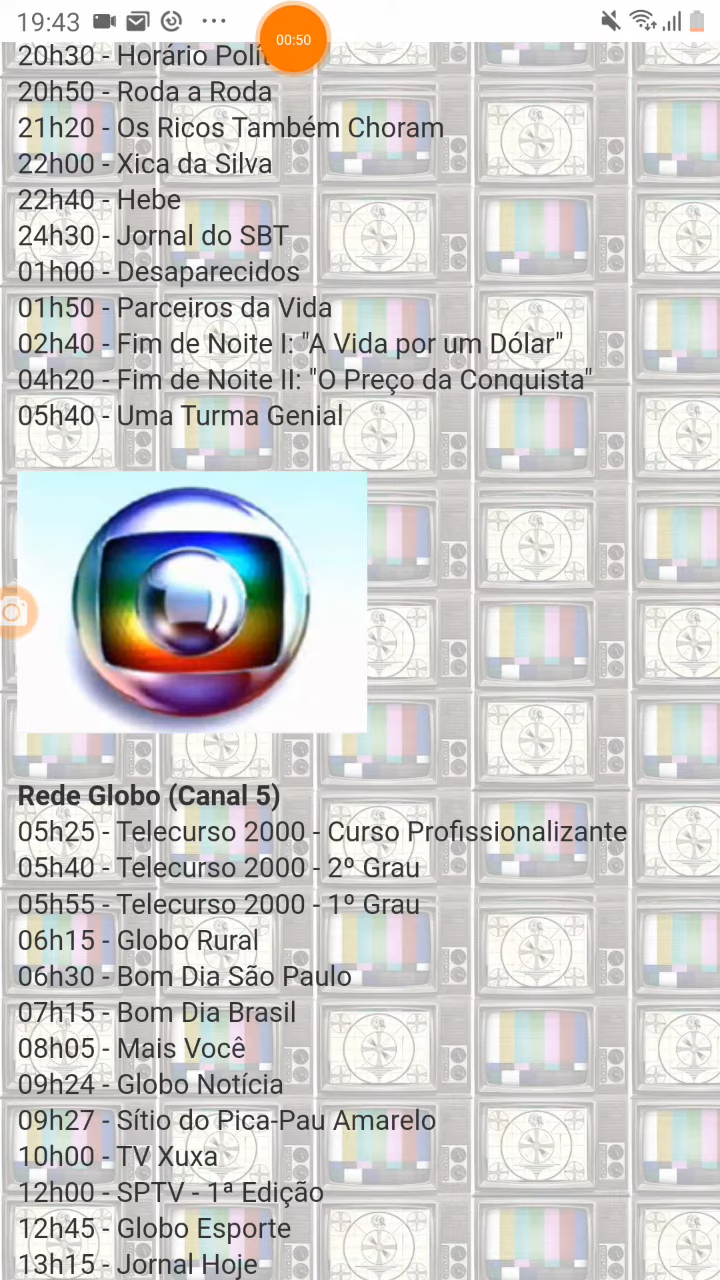 19:43
00:50
20h30 - Horário Polít
20h50 - Roda a Roda
21h20 - Os Ricos Também Choram
22h00 - Xica da Silva
22h40 - Hebe
24h30 - Jornal do SBT
01h00 - Desaparecidos
01h50 - Parceiros da Vida
02h40 - Fim de Noite I: "A Vida por um Dólar"
04h20 - Fim de Noite II: "O Preço da Conquista"
05h40 - Uma Turma Genial
Rede Globo (Canal 5)
05h25 - Telecurso 2000 - Curso Profissionalizante
05h40 - Telecurso 2000 - 2º Grau
05h55 - Telecurso 2000 - 1º Grau
06h15 - Globo Rural
06h30 - Bom Dia São Paulo
07h15 - Bom Dia Brasil
08h05 - Mais Você
09h24 - Globo Notícia
09h27 - Sítio do Pica-Pau Amarelo
10h00 - TV Xuxa
12h00 - SPTV - 1ª Edição
12h45 - Globo Esporte
13h15 - Jornal Hoje